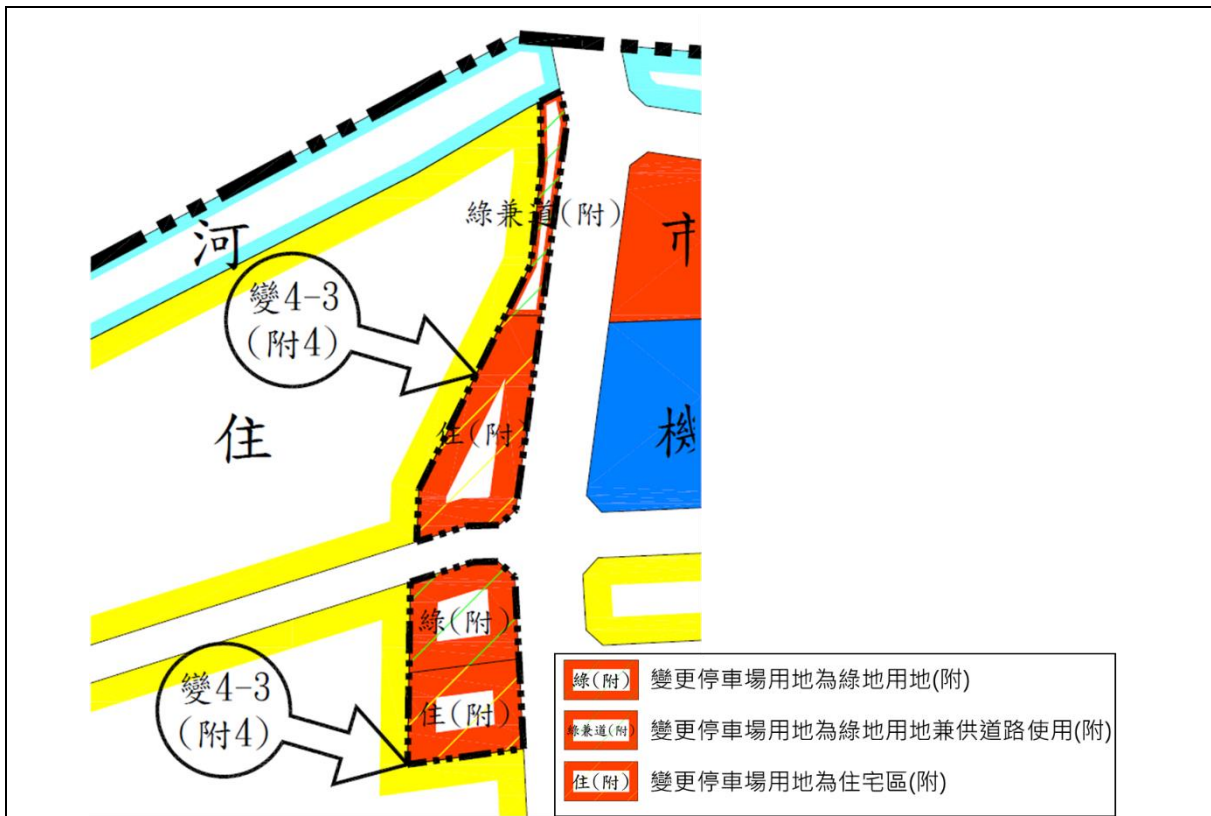 綠兼道(附)
河
市
變4-3
(附4)
住
住(附)
機
綠(附)
變4-3
(附4)
住(附)
綠(附) 變更停車場用地為綠地用地(附)
綠兼道(附) 變更停車場用地為綠地用地兼供道路使用(附)
住(附) 變更停車場用地為住宅區(附)